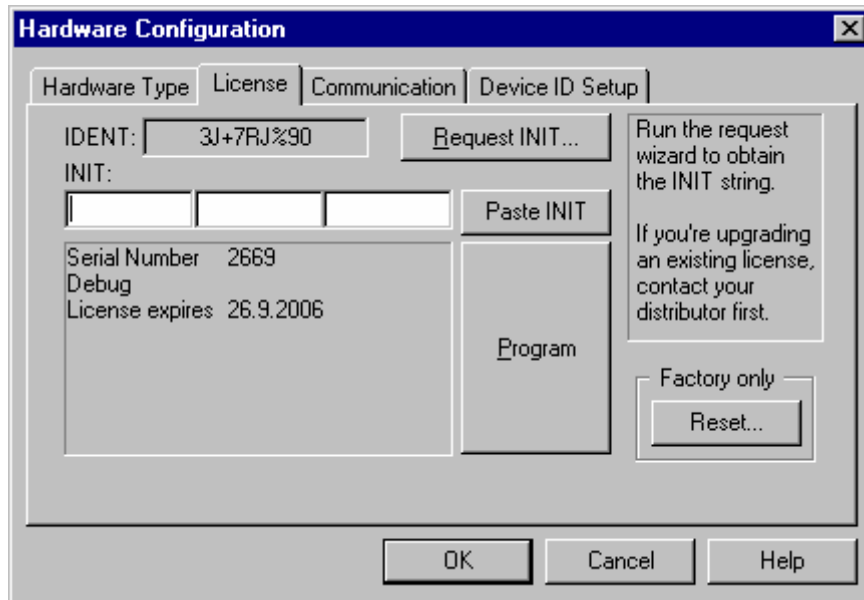 Hardware Configuration
Hardware Type License Communication Device ID Setup
IDENT: 3J+7RJ%90 Request INIT...
INIT:
Paste INIT
Serial Number 2669
Debug
License expires 26.9.2006
Program
Run the request
wizard to obtain
the INIT string.
If you're upgrading
an existing license,
contact your
distributor first.
Factory only
Reset...
OK Cancel Help